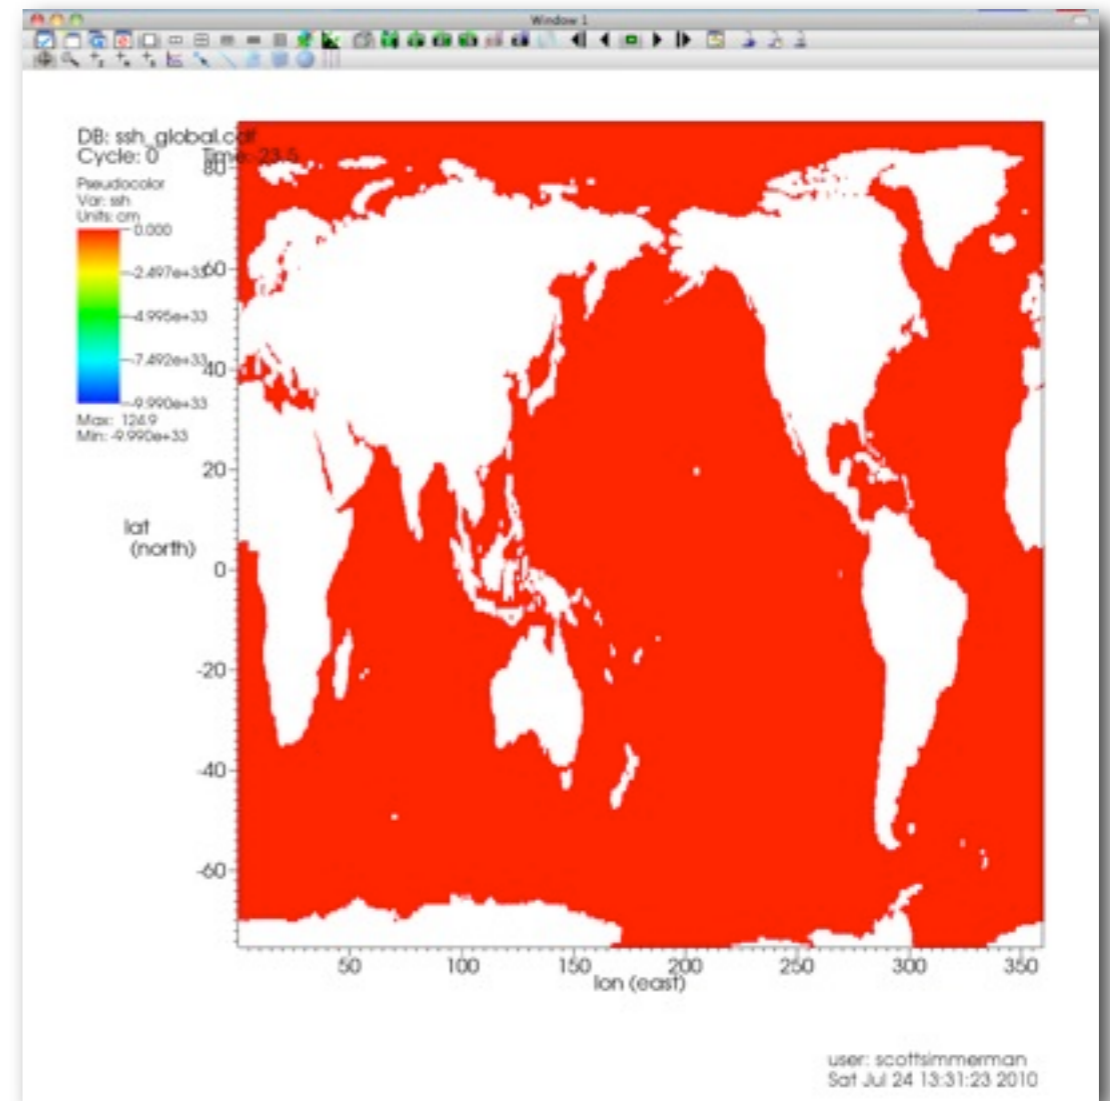 Window 1
DB: ssh_global.cdf
Cycle: 0 Time: 23.5
Pseudocolor
Var: ssh
Units: cm
0.000
-2.497e+33
-4.995e+33
-7.492e+33
-9.990e+33
Max: 124.9
Min: -9.990e+33
80
60
40
20
0
-20
-40
-60
lat
(north)
50 100 150 200 250 300 350
lon (east)
user: scottsimmerman
Sat Jul 24 13:31:23 2010